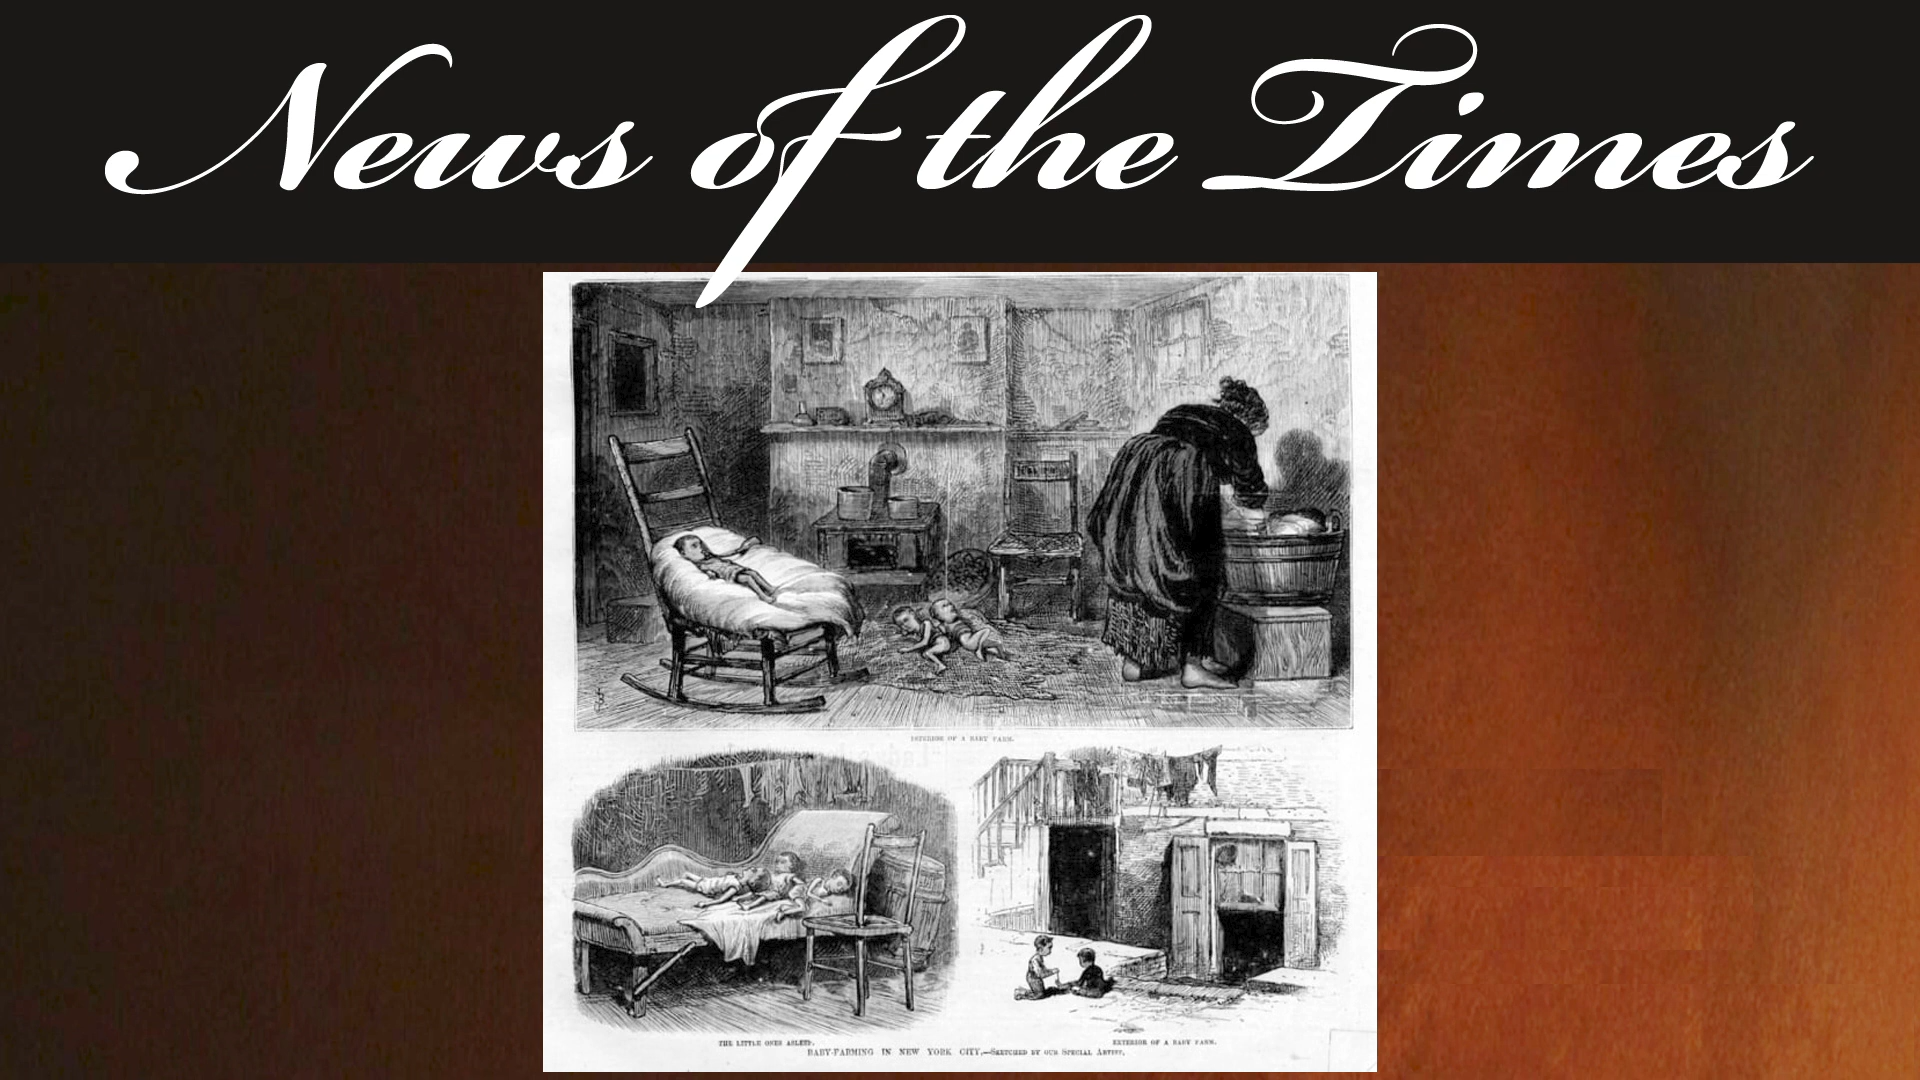 News of the Times
INTERIOR OF A BABY FARM.
THE LITTLE ONES ASLEEP.
EXTERIOR OF A BABY FARM.
BABY-FARMING IN NEW YORK CITY.—SKETCHED BY OUR SPECIAL ARTIST.